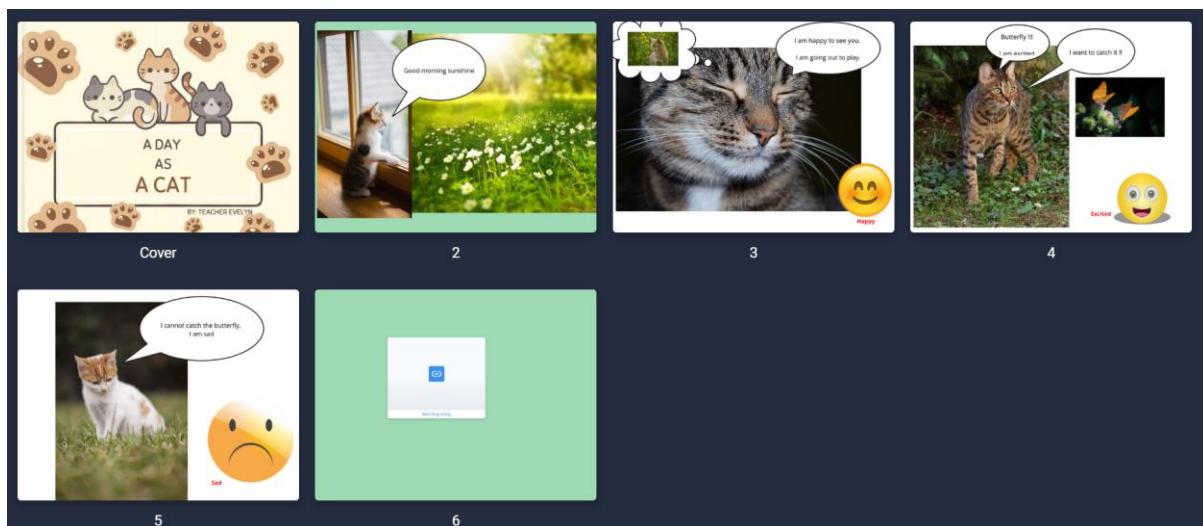 A DAY
AS
A CAT
BY: TEACHER EVELYN
Cover
Good morning sunshine
2
I am happy to see you.
I am going out to play.
Happy
3
Butterfly !!!
I am excited
I want to catch it !!
Excited
4
I cannot catch the butterfly.
I am sad
Sad
5
6